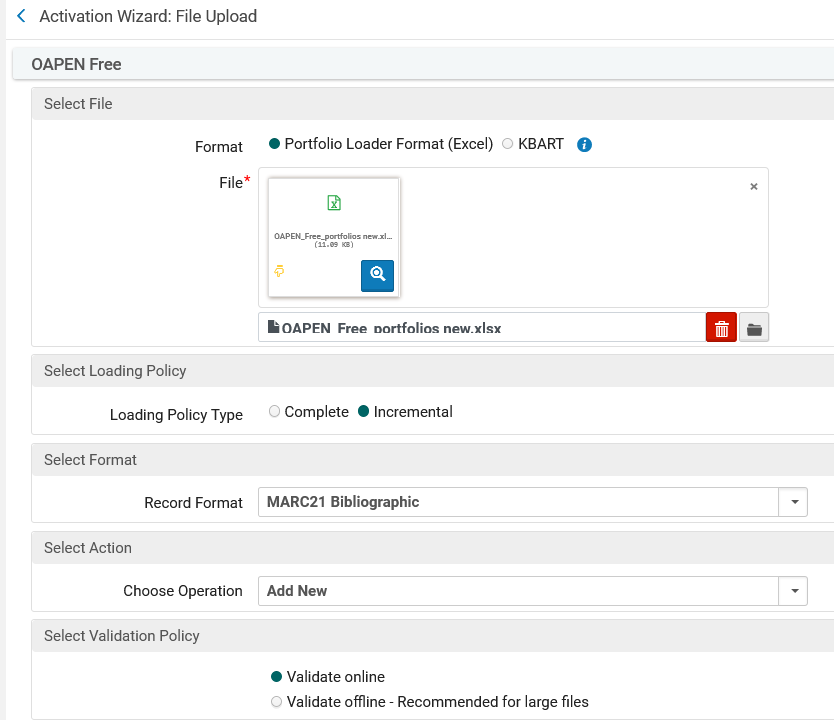 Activation Wizard: File Upload
OAPEN Free
Select File
Format Portfolio Loader Format (Excel) KBART
File*
OAPEN_Free_portfolios new.xl...
(11.09 KB)
OAPEN_Free_portfolios new.xlsx
Select Loading Policy
Loading Policy Type Complete Incremental
Select Format
Record Format MARC21 Bibliographic
Select Action
Choose Operation Add New
Select Validation Policy
Validate online
Validate offline - Recommended for large files